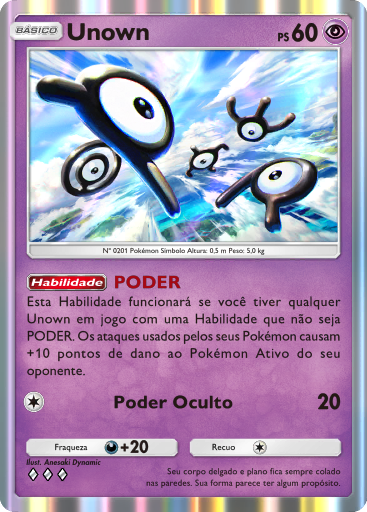 BÁSICO Unown PS 60
Nº 0201 Pokémon Símbolo Altura: 0,5 m Peso: 5,0 kg
Habilidade PODER
Esta Habilidade funcionará se você tiver qualquer
Unown em jogo com uma Habilidade que não seja
PODER. Os ataques usados pelos seus Pokémon causam
+10 pontos de dano ao Pokémon Ativo do seu
oponente.
Poder Oculto 20
Fraqueza +20 Recuo
Ilust. Anesaki Dynamic
Seu corpo delgado e plano fica sempre colado
nas paredes. Sua forma parece ter algum propósito.